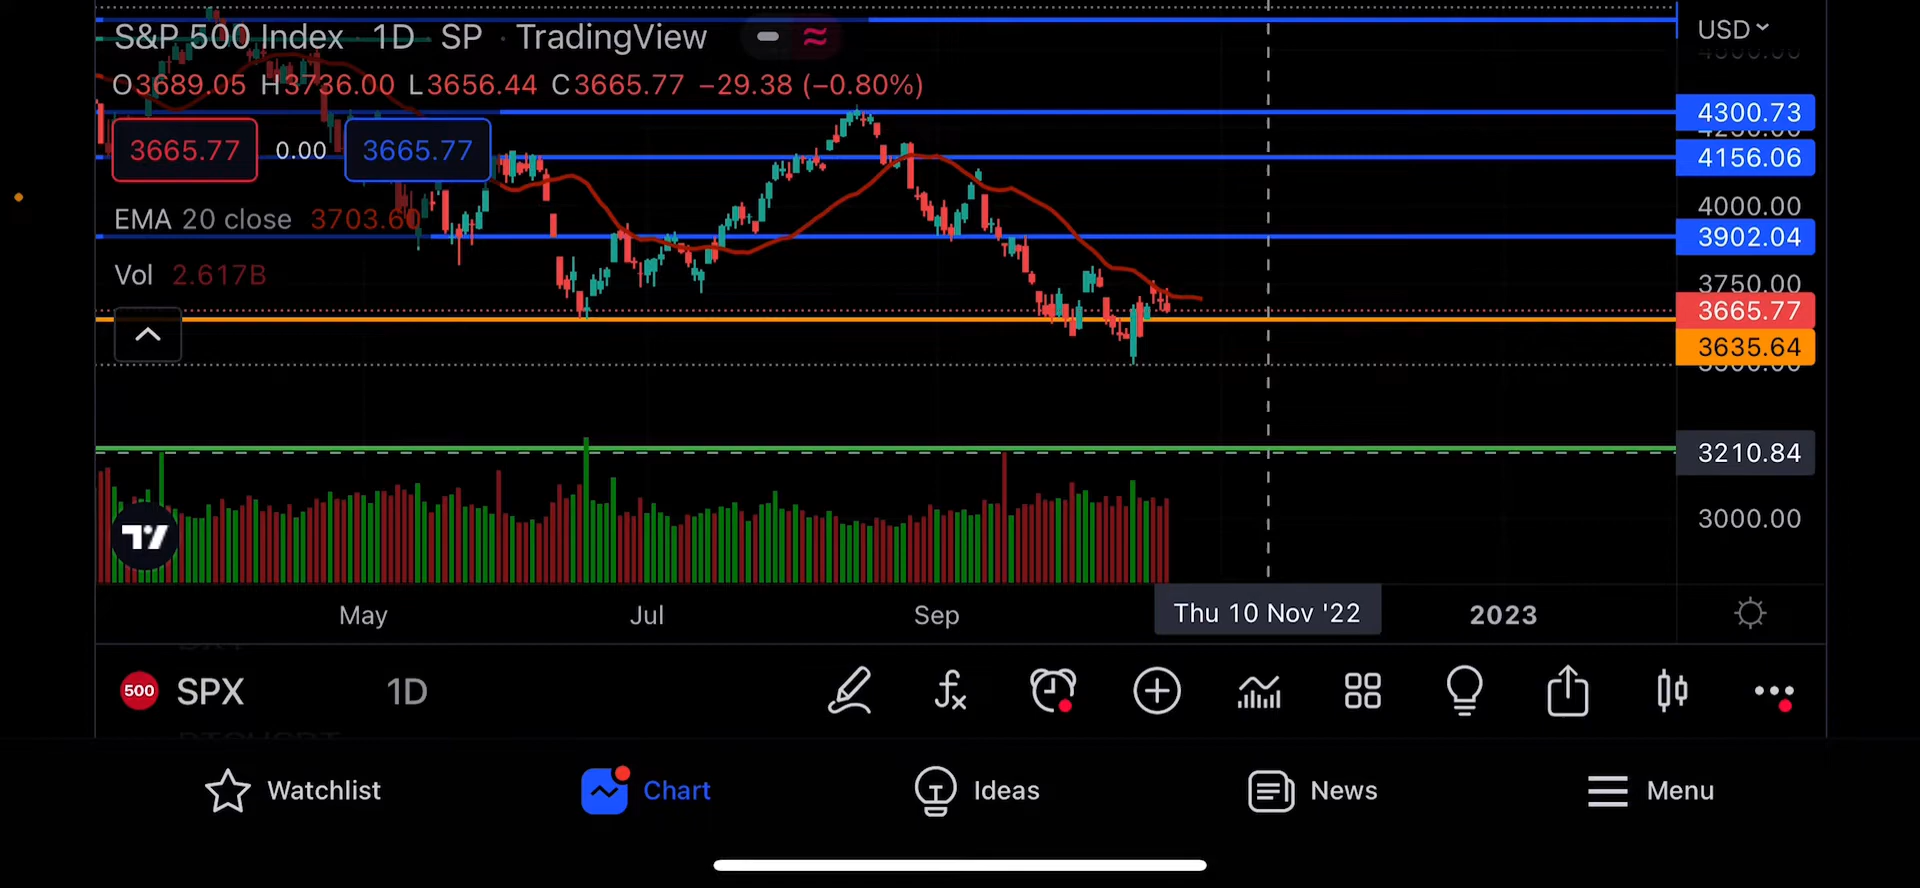 S&P 500 Index · 1D · SP · TradingView
USD
O3689.05 H3736.00 L3656.44 C3665.77 −29.38 (−0.80%)
4300.73
3665.77 0.00 3665.77
4156.06
4000.00
EMA 20 close 3703.60
3902.04
Vol 2.617B
3750.00
3665.77
3635.64
3210.84
3000.00
May Jul Sep Thu 10 Nov '22 2023
500 SPX 1D
Watchlist Chart Ideas News Menu